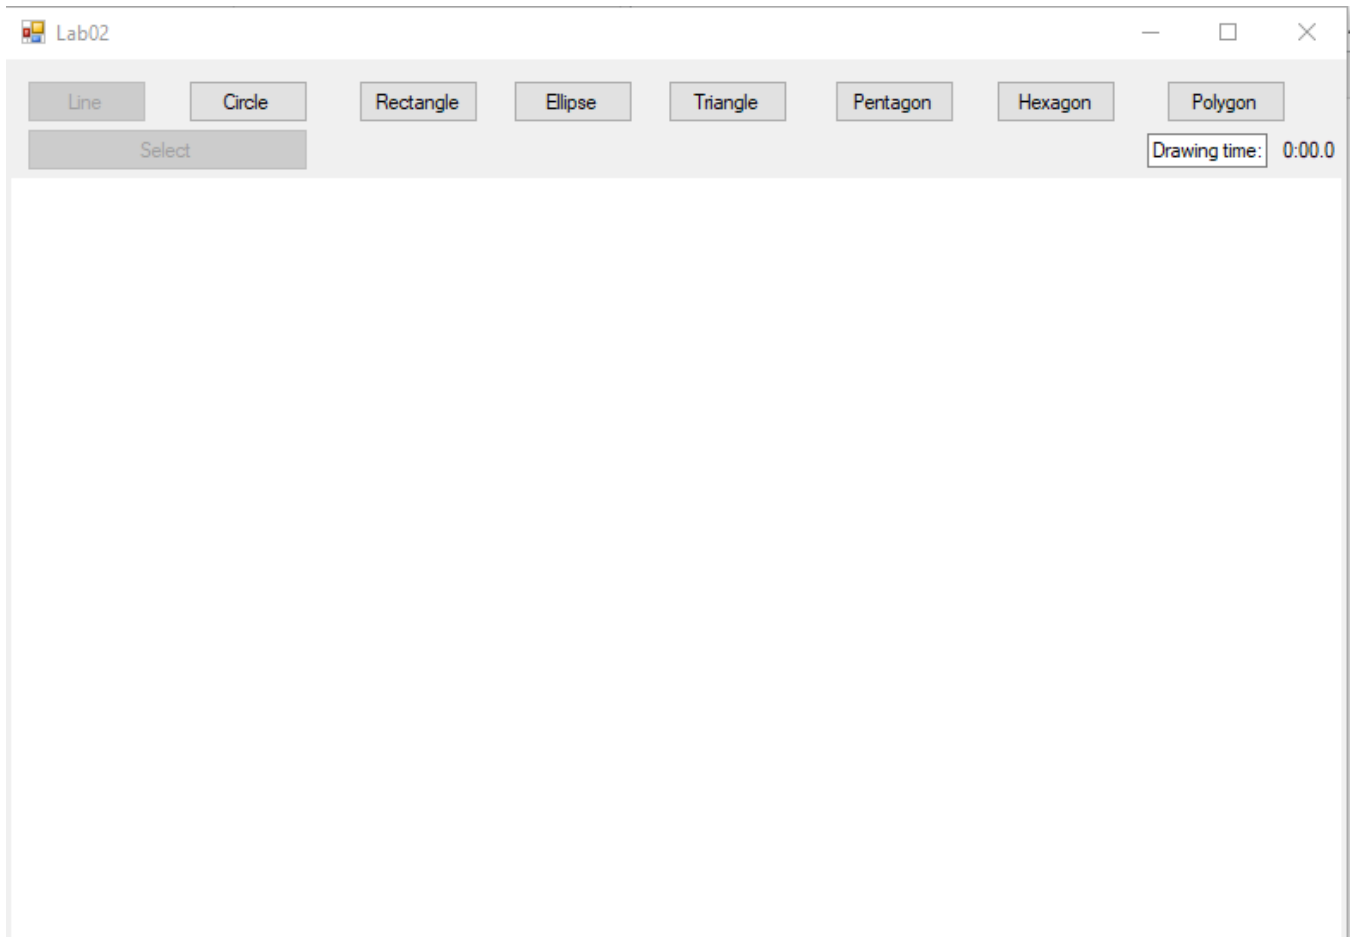 Lab02
Line Circle Rectangle Ellipse Triangle Pentagon Hexagon Polygon
Select Drawing time: 0:00.0